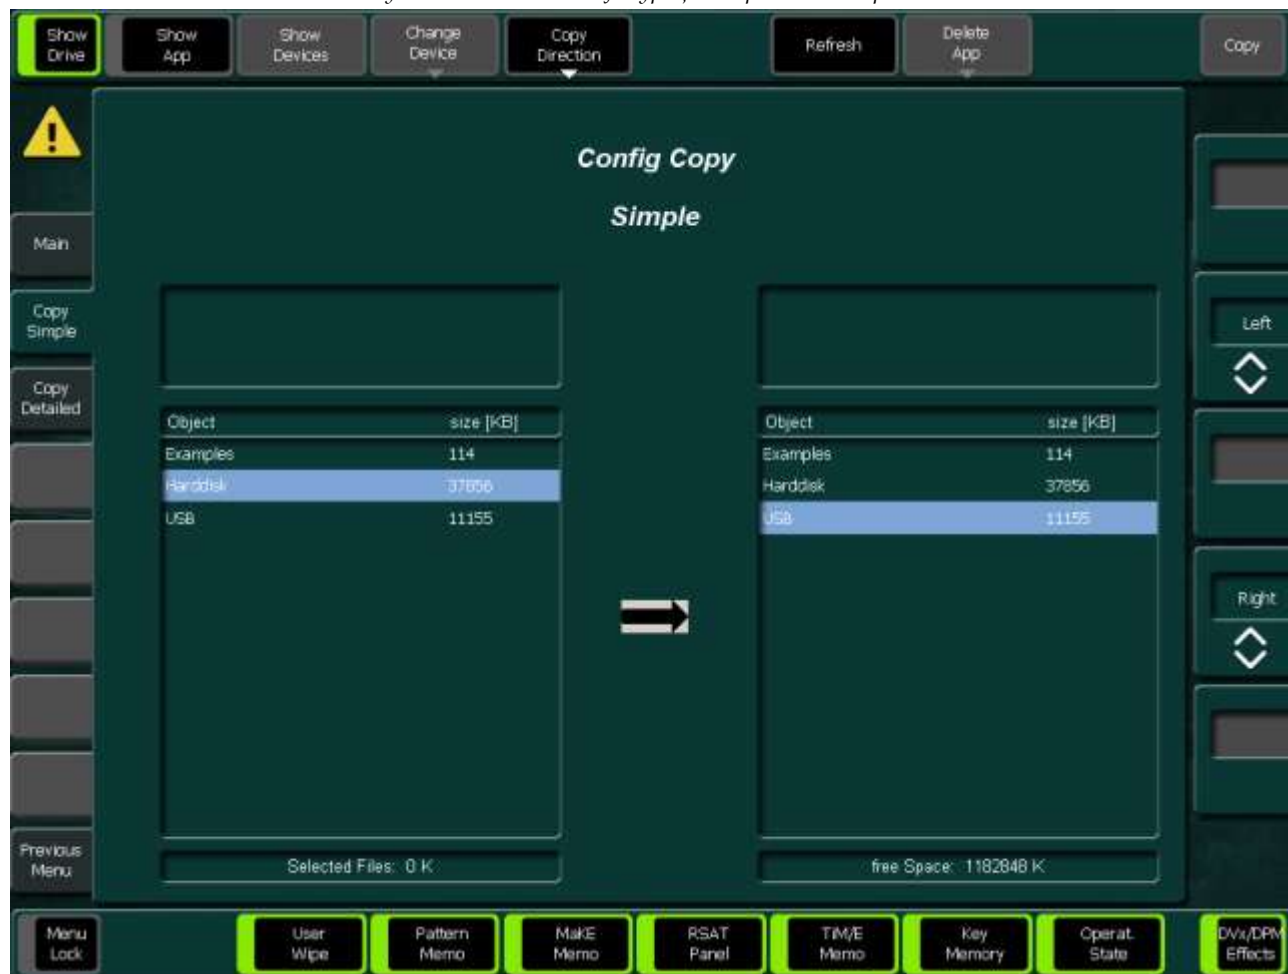 Show
Drive
Show
App
Show
Devices
Change
Device
Copy
Direction
Refresh
Delete
App
Copy
Config Copy
Simple
Main
Copy
Simple
Copy
Detailed
Previous
Menu
Object size [KB]
Examples 114
Harddisk 37856
USB 11155
Selected Files: 0 K
Object size [KB]
Examples 114
Harddisk 37856
USB 11155
free Space: 1182848 K
Left
Right
Menu
Lock
User
Wipe
Pattern
Memo
MaKE
Memo
RSAT
Panel
TiM/E
Memo
Key
Memory
Operat.
State
DVx/DPM
Effects